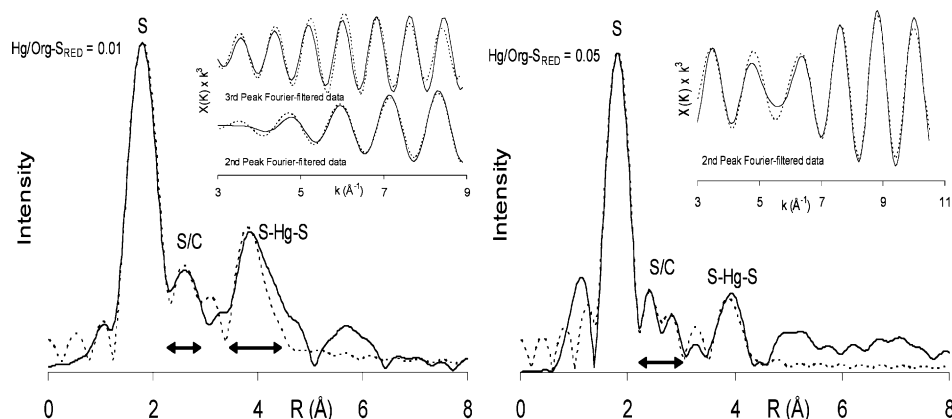 Hg/Org-S_RED = 0.01
S
S/C
S-Hg-S
Intensity
0 2 4 6 8
R (Å)
X(K) x k³
3rd Peak Fourier-filtered data
2nd Peak Fourier-filtered data
3 5 7 9
k (Å⁻¹)
Hg/Org-S_RED = 0.05
S
S/C
S-Hg-S
Intensity
0 2 4 6 8
R (Å)
X(K) x k³
2nd Peak Fourier-filtered data
3 5 7 9 11
k (Å⁻¹)